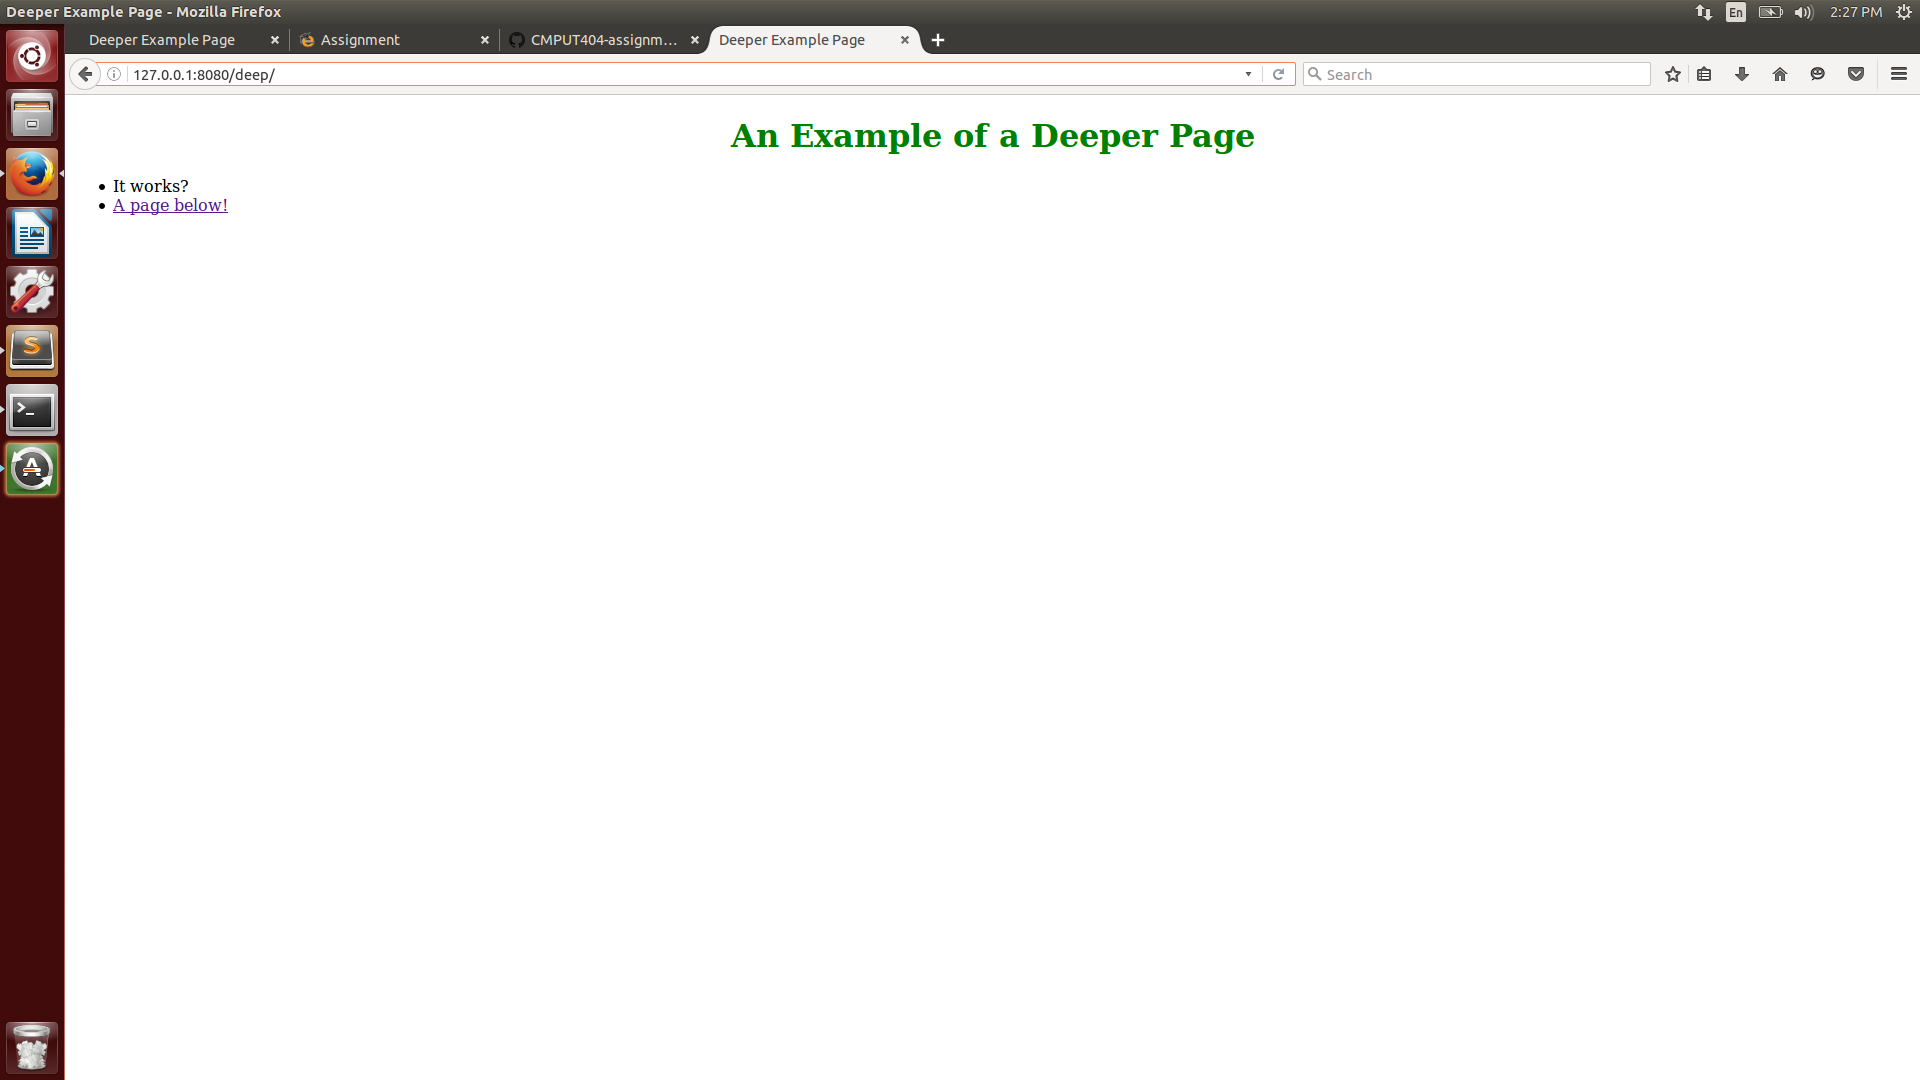 Deeper Example Page - Mozilla Firefox
En
2:27 PM
Deeper Example Page
Assignment
CMPUT404-assignm...
Deeper Example Page
127.0.0.1:8080/deep/
Search
An Example of a Deeper Page
It works?
A page below!